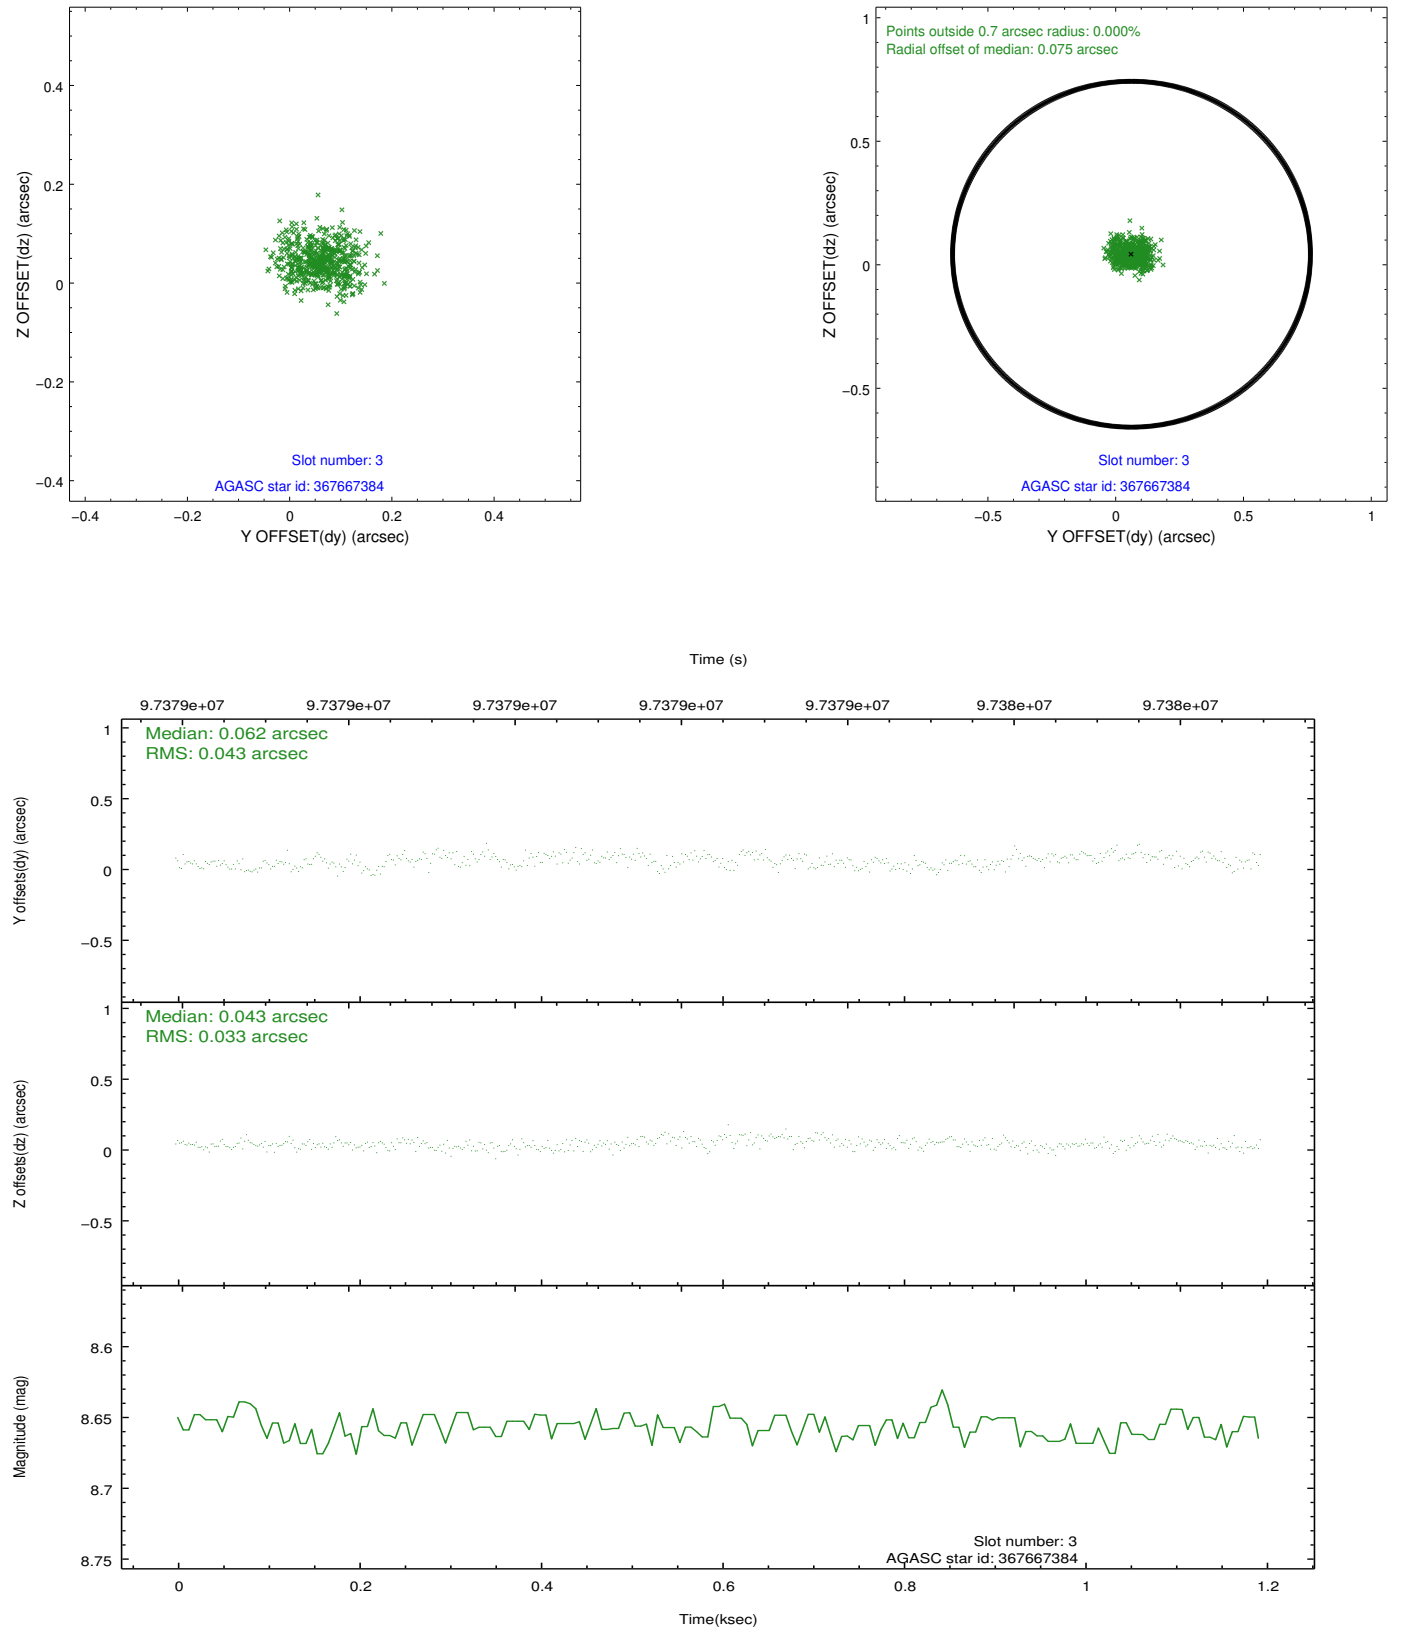 0.4
0.2
0
−0.2
−0.4
Z OFFSET(dz) (arcsec)
Slot number: 3
AGASC star id: 367667384
−0.4 −0.2 0 0.2 0.4
Y OFFSET(dy) (arcsec)
Points outside 0.7 arcsec radius: 0.000%
Radial offset of median: 0.075 arcsec
1
0.5
0
−0.5
Z OFFSET(dz) (arcsec)
Slot number: 3
AGASC star id: 367667384
−0.5 0 0.5 1
Y OFFSET(dy) (arcsec)
Time (s)
9.7379e+07 9.7379e+07 9.7379e+07 9.7379e+07 9.7379e+07 9.738e+07 9.738e+07
Median: 0.062 arcsec
RMS: 0.043 arcsec
1
0.5
0
−0.5
Y offsets(dy) (arcsec)
Median: 0.043 arcsec
RMS: 0.033 arcsec
1
0.5
0
−0.5
Z offsets(dz) (arcsec)
8.6
8.65
8.7
8.75
Magnitude (mag)
Slot number: 3
AGASC star id: 367667384
0 0.2 0.4 0.6 0.8 1 1.2
Time(ksec)